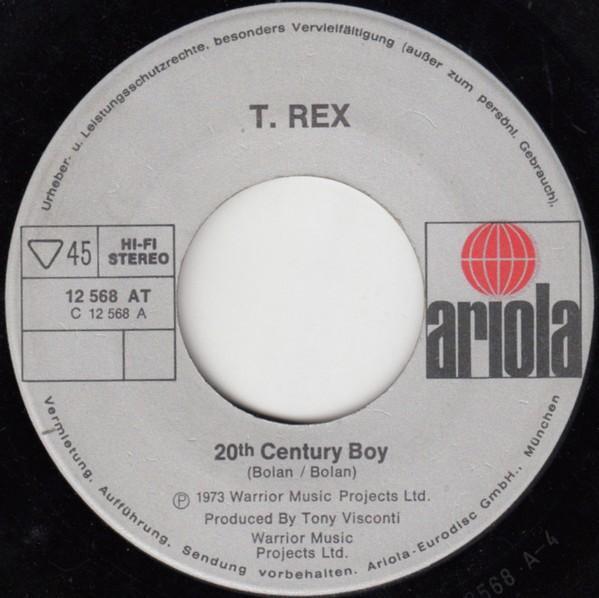 Urheber- u. Leistungsschutzrechte, besonders Vervielfältigung (außer zum persönl. Gebrauch),
T. REX
45
HI-FI
STEREO
12 568 AT
C 12 568 A
ariola
20th Century Boy
(Bolan / Bolan)
Ⓟ 1973 Warrior Music Projects Ltd.
Produced By Tony Visconti
Warrior Music
Projects Ltd.
Vermietung, Aufführung, Sendung vorbehalten. Ariola-Eurodisc GmbH., München
2568 A-4